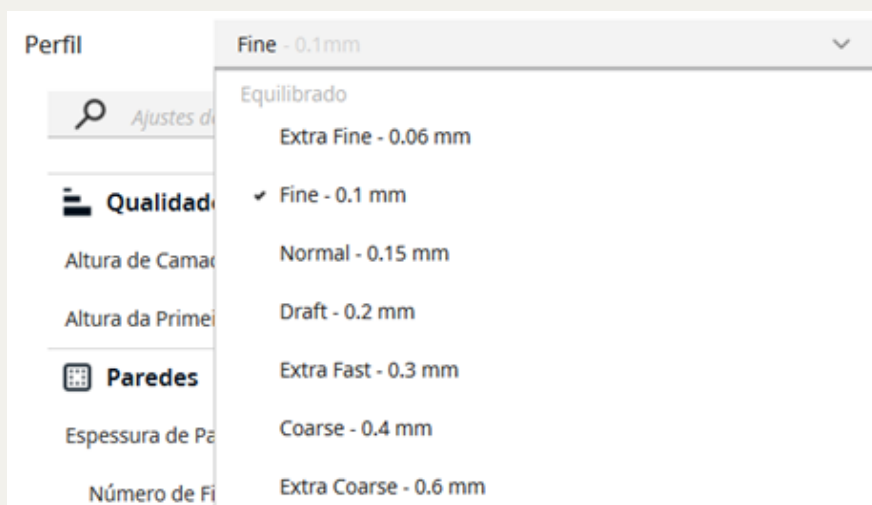 Perfil
Fine - 0.1mm
Equilibrado
Ajustes
Extra Fine - 0.06 mm
Fine - 0.1 mm
Normal - 0.15 mm
Draft - 0.2 mm
Extra Fast - 0.3 mm
Coarse - 0.4 mm
Extra Coarse - 0.6 mm
Qualidad
Altura de Camad
Altura da Primei
Paredes
Espessura de Pa
Número de Fi